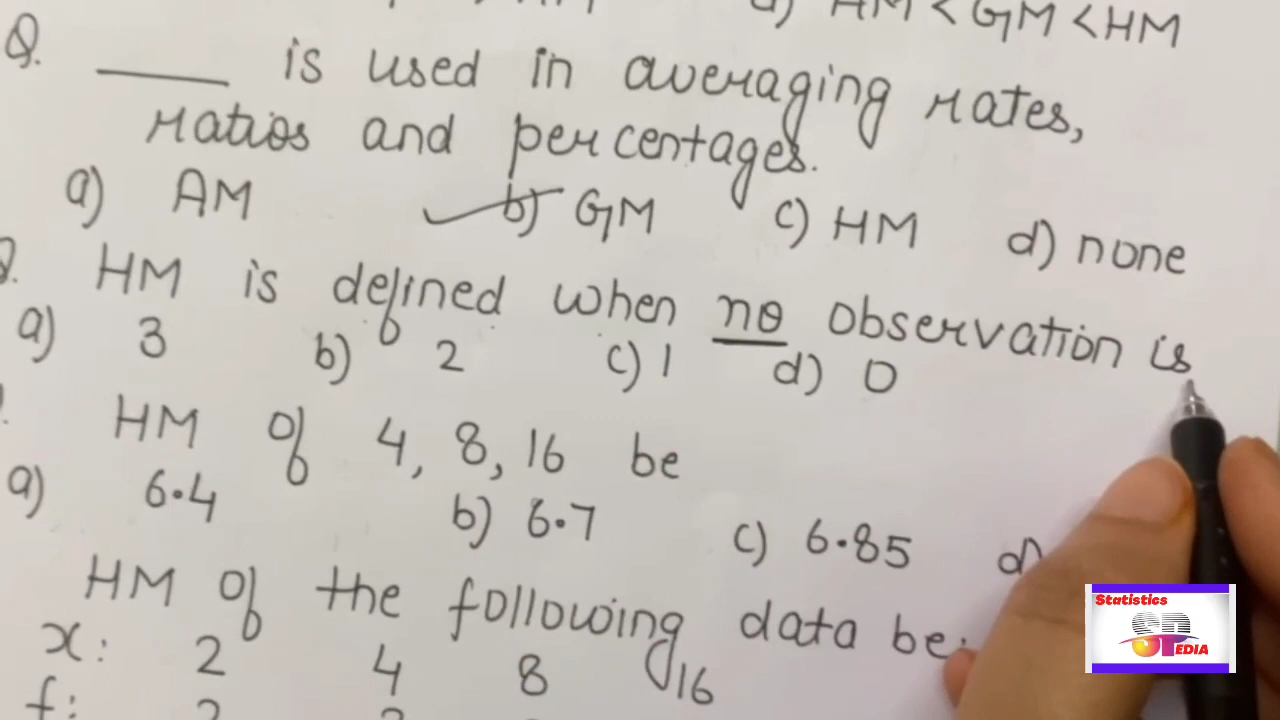 d) AM < GM < HM
Q. ____ is used in averaging rates,
ratios and percentages.
a) AM b) GM c) HM d) none
Q. HM is defined when no observation is
a) 3 b) 2 c) 1 d) 0
HM of 4, 8, 16 be
a) 6.4 b) 6.7 c) 6.85 d)
HM of the following data be:
x: 2 4 8 16
f:
Statistics
PEDIA